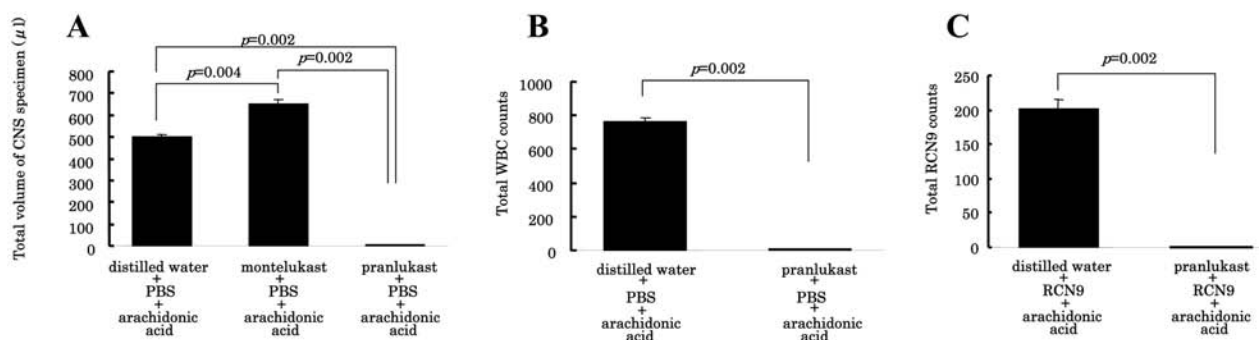 A
Total volume of CNS specimen (μl)
p=0.002
p=0.004
p=0.002
800
700
600
500
400
300
200
100
0
distilled water
+
PBS
+
arachidonic
acid
montelukast
+
PBS
+
arachidonic
acid
pranlukast
+
PBS
+
arachidonic
acid
B
Total WBC counts
p=0.002
1000
800
600
400
200
0
distilled water
+
PBS
+
arachidonic
acid
pranlukast
+
PBS
+
arachidonic
acid
C
Total RCN9 counts
p=0.002
250
200
150
100
50
0
distilled water
+
RCN9
+
arachidonic
acid
pranlukast
+
RCN9
+
arachidonic
acid